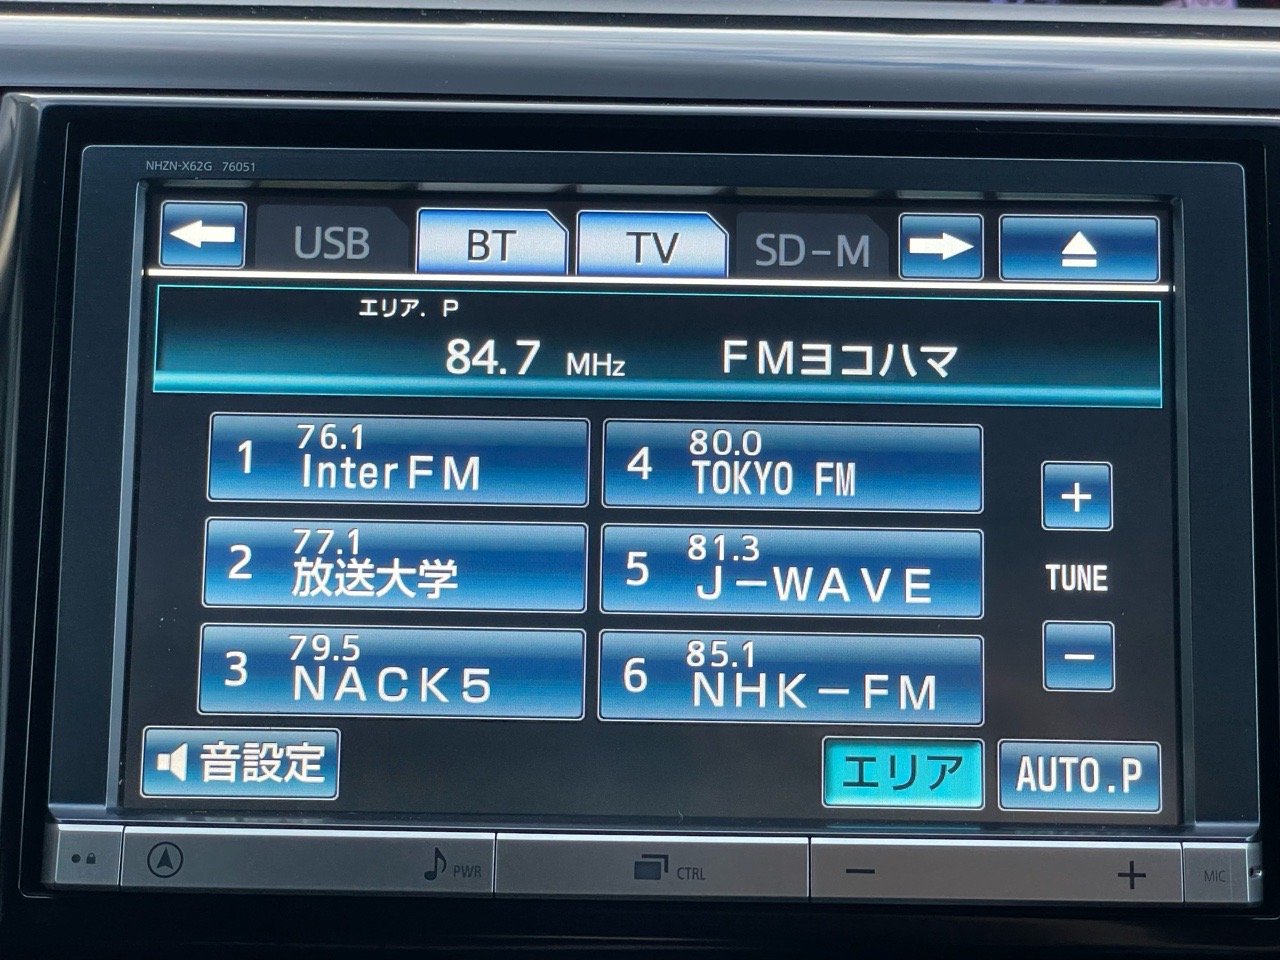 NHZN-X62G 76051
USB BT TV SD-M
エリア. P
84.7 MHz FMヨコハマ
1 76.1 InterFM
4 80.0 TOKYO FM
2 77.1 放送大学
5 81.3 J-WAVE
3 79.5 NACK5
6 85.1 NHK-FM
+
TUNE
-
音設定 エリア AUTO.P
PWR CTRL - + MIC